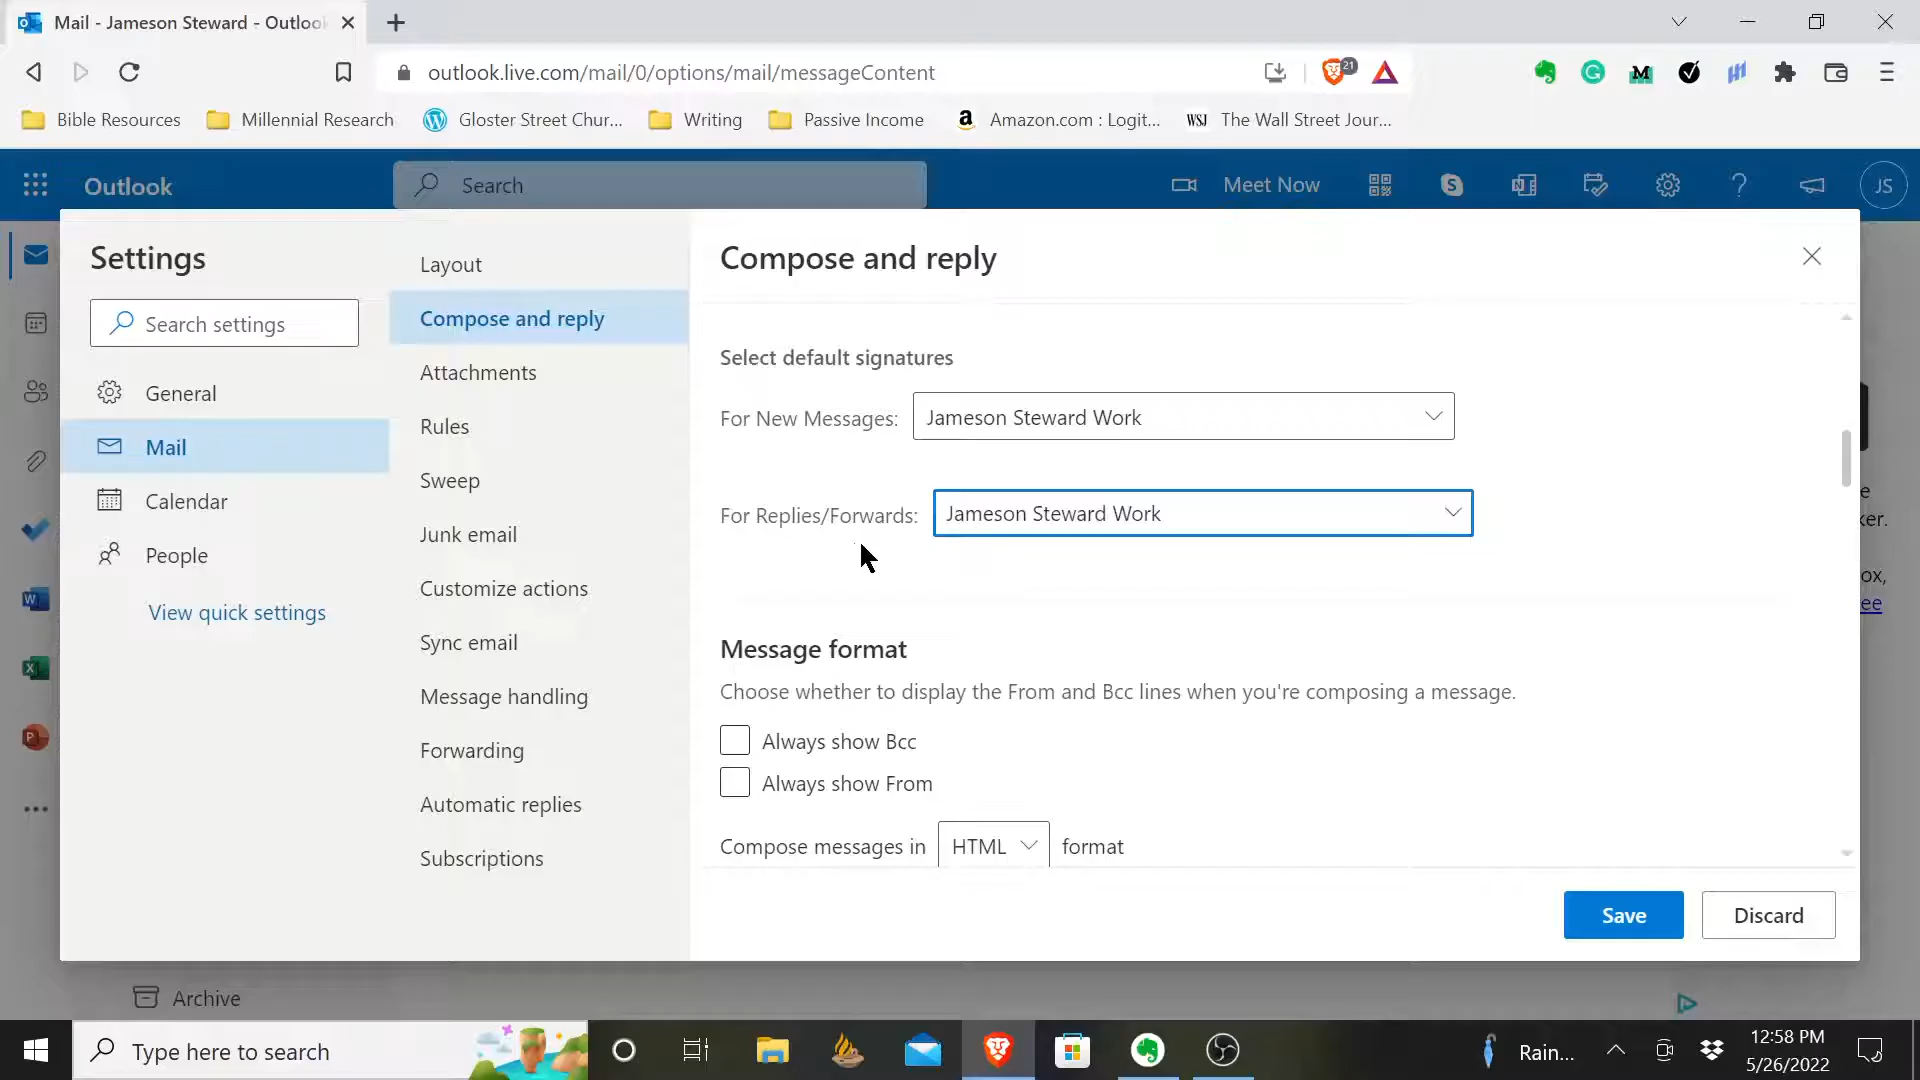 Mail - Jameson Steward - Outloo
outlook.live.com/mail/0/options/mail/messageContent
21
Bible Resources
Millennial Research
Gloster Street Chur...
Writing
Passive Income
Amazon.com : Logit...
WSJ
The Wall Street Jour...
Outlook
Search
Meet Now
JS
Settings
Search settings
General
Mail
Calendar
People
View quick settings
Layout
Compose and reply
Attachments
Rules
Sweep
Junk email
Customize actions
Sync email
Message handling
Forwarding
Automatic replies
Subscriptions
Compose and reply
Select default signatures
For New Messages:
Jameson Steward Work
For Replies/Forwards:
Jameson Steward Work
Message format
Choose whether to display the From and Bcc lines when you're composing a message.
Always show Bcc
Always show From
Compose messages in HTML format
Save
Discard
Archive
Type here to search
Rain...
12:58 PM
5/26/2022